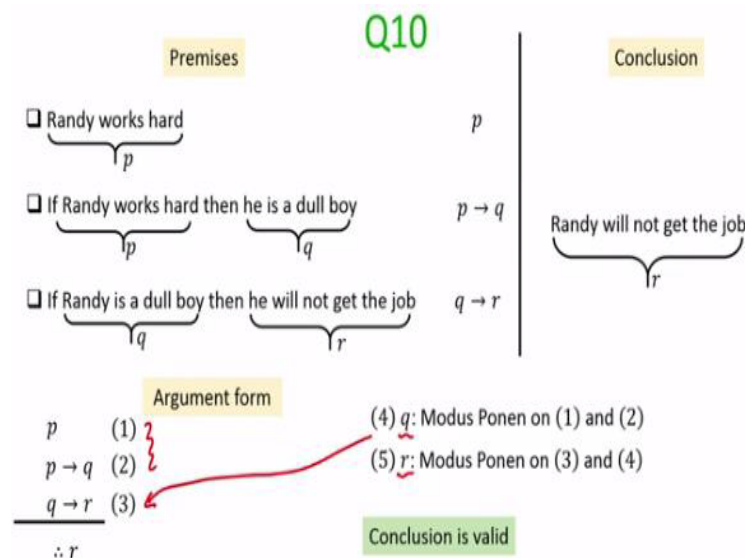 Q10
Premises
Conclusion
❑ Randy works hard
p
p
❑ If Randy works hard then he is a dull boy
p → q
p
q
❑ If Randy is a dull boy then he will not get the job
q → r
q
r
Randy will not get the job
r
Argument form
p (1)
p → q (2)
q → r (3)
∴ r
(4) q: Modus Ponen on (1) and (2)
(5) r: Modus Ponen on (3) and (4)
Conclusion is valid